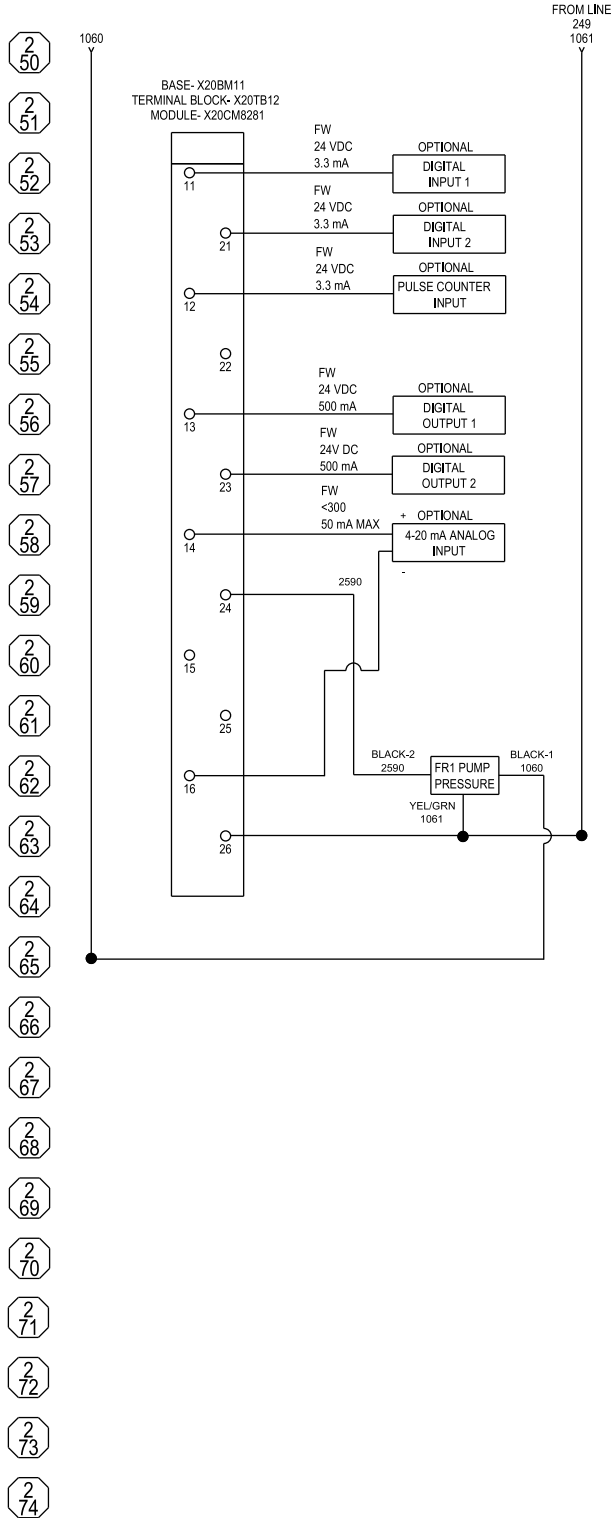 FROM LINE
249
1061
1060
2
50
BASE- X20BM11
TERMINAL BLOCK- X20TB12
MODULE- X20CM8281
2
51
FW
24 VDC
3.3 mA
OPTIONAL
DIGITAL
INPUT 1
2
52
11
FW
24 VDC
3.3 mA
OPTIONAL
DIGITAL
INPUT 2
2
53
21
FW
24 VDC
3.3 mA
OPTIONAL
PULSE COUNTER
INPUT
2
54
12
2
55
22
FW
24 VDC
500 mA
OPTIONAL
DIGITAL
OUTPUT 1
2
56
13
FW
24V DC
500 mA
OPTIONAL
DIGITAL
OUTPUT 2
2
57
23
FW
<300
50 mA MAX
+ OPTIONAL
4-20 mA ANALOG
INPUT
-
2
58
14
2590
2
59
24
2
60
15
2
61
25
BLACK-2
2590
FR1 PUMP
PRESSURE
BLACK-1
1060
2
62
16
YEL/GRN
1061
2
63
26
2
64
2
65
2
66
2
67
2
68
2
69
2
70
2
71
2
72
2
73
2
74